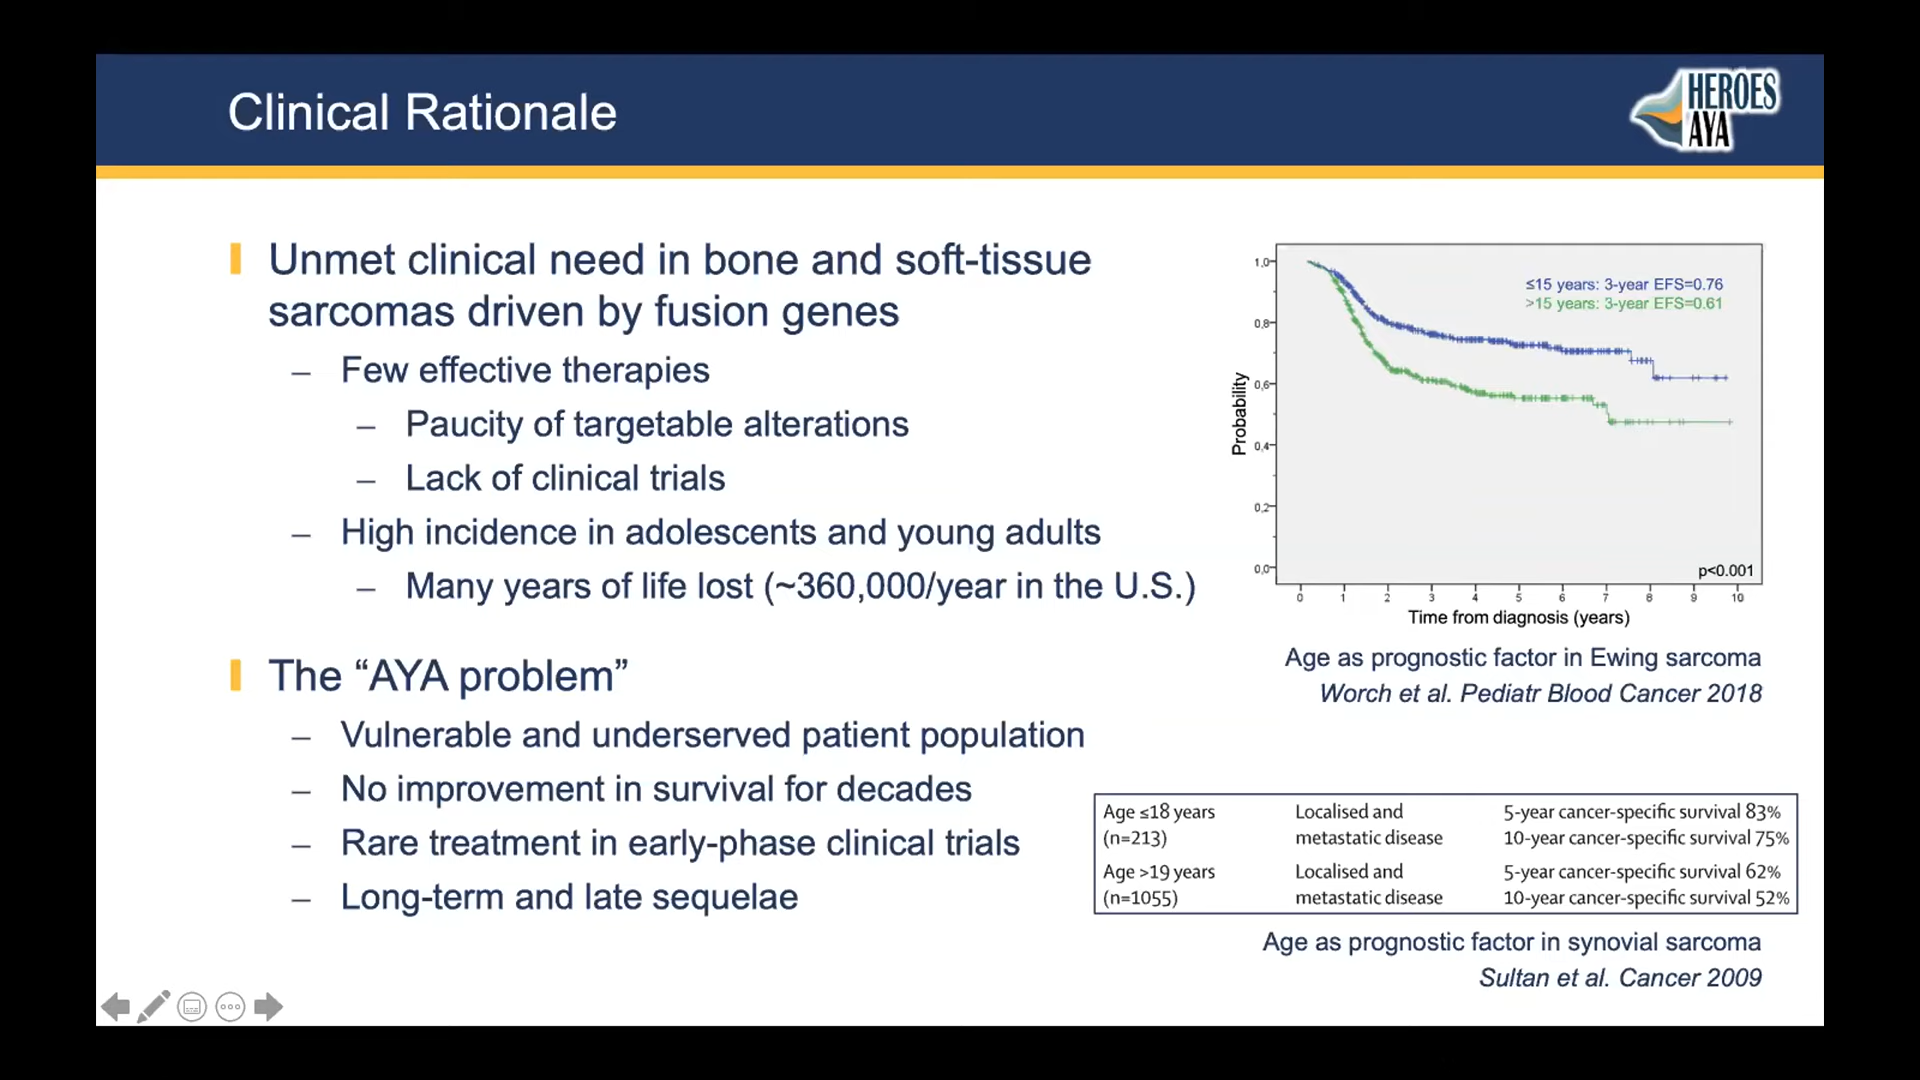 Clinical Rationale
HEROES
AYA
Unmet clinical need in bone and soft-tissue
sarcomas driven by fusion genes
– Few effective therapies
– Paucity of targetable alterations
– Lack of clinical trials
– High incidence in adolescents and young adults
– Many years of life lost (~360,000/year in the U.S.)
The “AYA problem”
– Vulnerable and underserved patient population
– No improvement in survival for decades
– Rare treatment in early-phase clinical trials
– Long-term and late sequelae
≤15 years: 3-year EFS=0.76
>15 years: 3-year EFS=0.61
1,0
0,8
0,6
0,4
0,2
0,0
Probability
p<0.001
0 1 2 3 4 5 6 7 8 9 10
Time from diagnosis (years)
Age as prognostic factor in Ewing sarcoma
Worch et al. Pediatr Blood Cancer 2018
Age ≤18 years Localised and 5-year cancer-specific survival 83%
(n=213) metastatic disease 10-year cancer-specific survival 75%
Age >19 years Localised and 5-year cancer-specific survival 62%
(n=1055) metastatic disease 10-year cancer-specific survival 52%
Age as prognostic factor in synovial sarcoma
Sultan et al. Cancer 2009